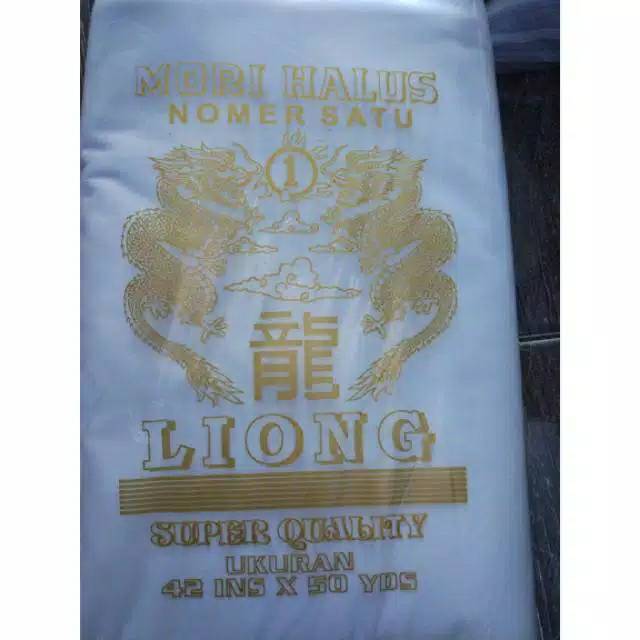 MORI HALUS
NOMER SATU
1
龍
LIONG
SUPER QUALITY
UKURAN
42 INS X 50 YDS